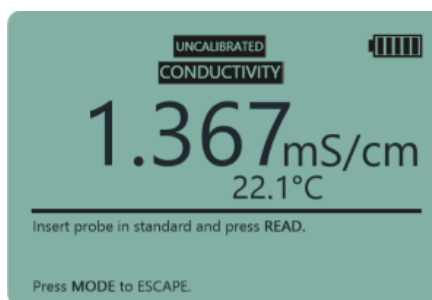 UNCALIBRATED
CONDUCTIVITY
1.367mS/cm
22.1°C
Insert probe in standard and press READ.
Press MODE to ESCAPE.